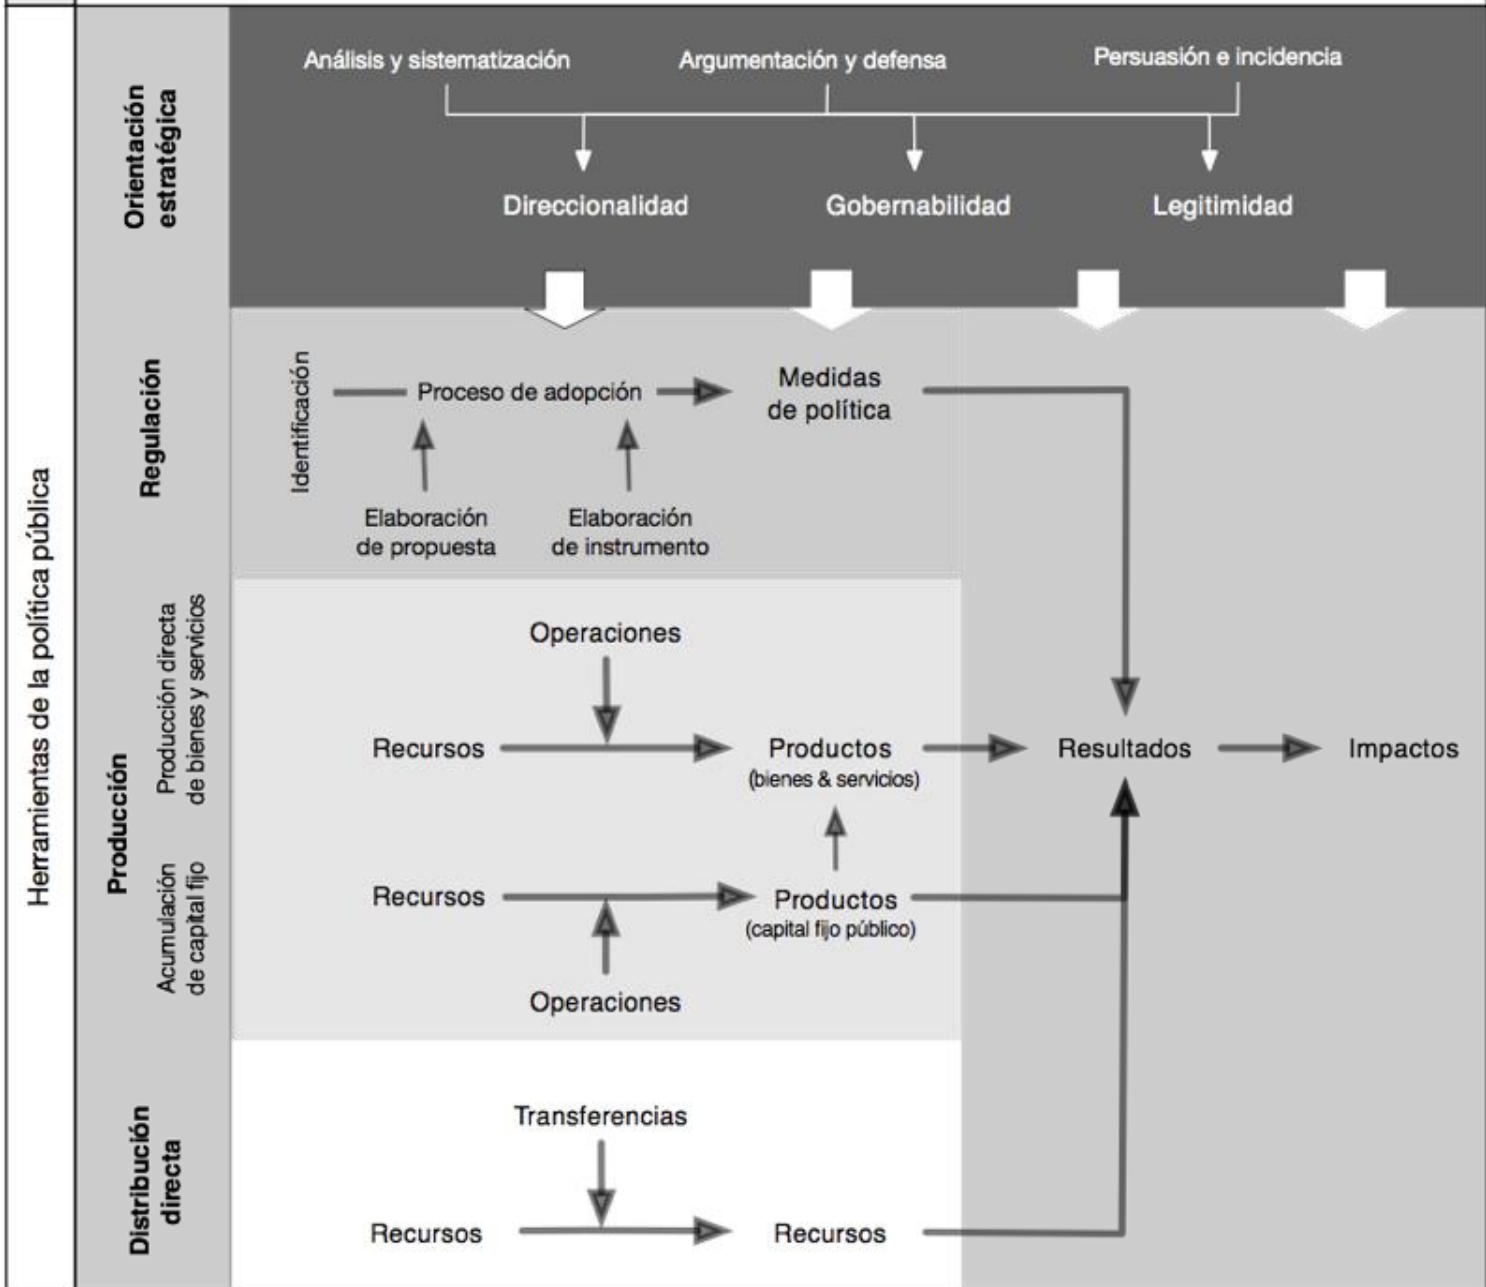 Herramientas de la política pública
Orientación
estratégica
Análisis y sistematización
Argumentación y defensa
Persuasión e incidencia
Direccionalidad
Gobernabilidad
Legitimidad
Regulación
Identificación
Proceso de adopción
Medidas
de política
Elaboración
de propuesta
Elaboración
de instrumento
Producción
Producción directa
de bienes y servicios
Operaciones
Recursos
Productos
(bienes & servicios)
Resultados
Impactos
Acumulación
de capital fijo
Recursos
Productos
(capital fijo público)
Operaciones
Distribución
directa
Transferencias
Recursos
Recursos